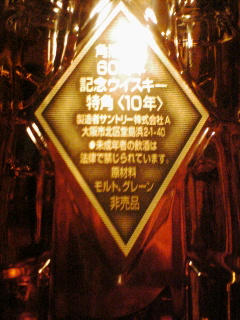 角
60
記念ウイスキー
特角〈10年〉
製造者サントリー株式会社A
大阪市北区堂島浜2-1-40
●未成年者の飲酒は
法律で禁じられています。
原材料
モルト、グレーン
非売品